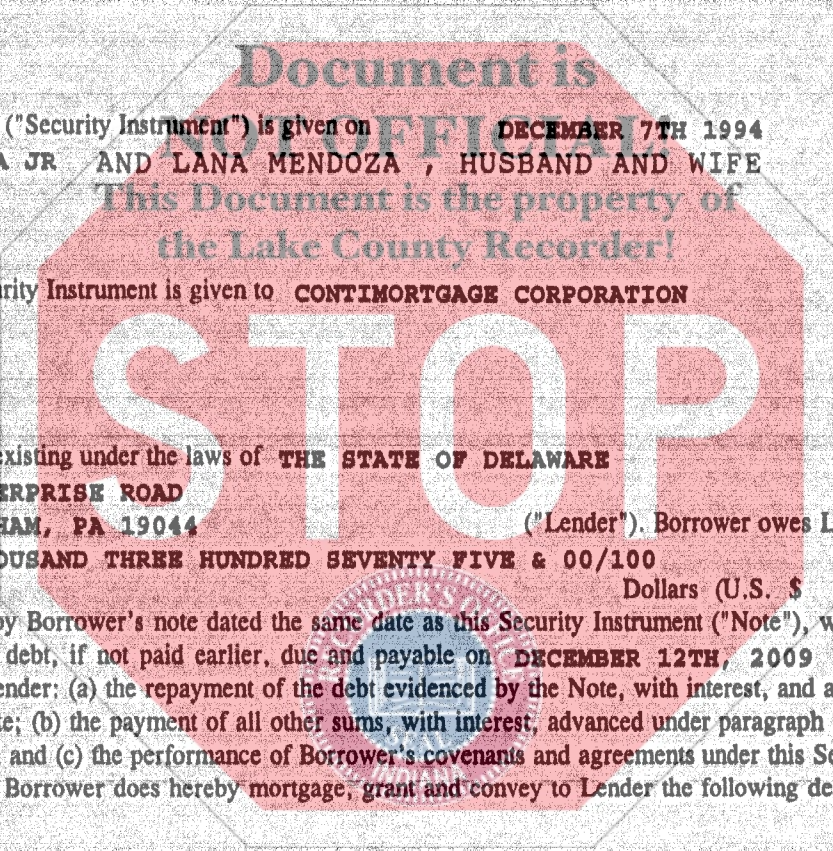 Document is
NOT OFFICIAL!
("Security Instrument") is given on DECEMBER 7TH 1994
A JR AND LANA MENDOZA , HUSBAND AND WIFE
This Document is the property of
the Lake County Recorder!
urity Instrument is given to CONTIMORTGAGE CORPORATION
STOP
existing under the laws of THE STATE OF DELAWARE
ERPRISE ROAD
HAM, PA 19044 ("Lender"). Borrower owes L
OUSAND THREE HUNDRED SEVENTY FIVE & 00/100
Dollars (U.S. $
by Borrower's note dated the same date as this Security Instrument ("Note"), w
debt, if not paid earlier, due and payable on DECEMBER 12TH, 2009
ender: (a) the repayment of the debt evidenced by the Note, with interest, and a
te; (b) the payment of all other sums, with interest, advanced under paragraph
and (c) the performance of Borrower's covenants and agreements under this Se
Borrower does hereby mortgage, grant and convey to Lender the following de
RECORDER'S OFFICE
SEAL
INDIANA